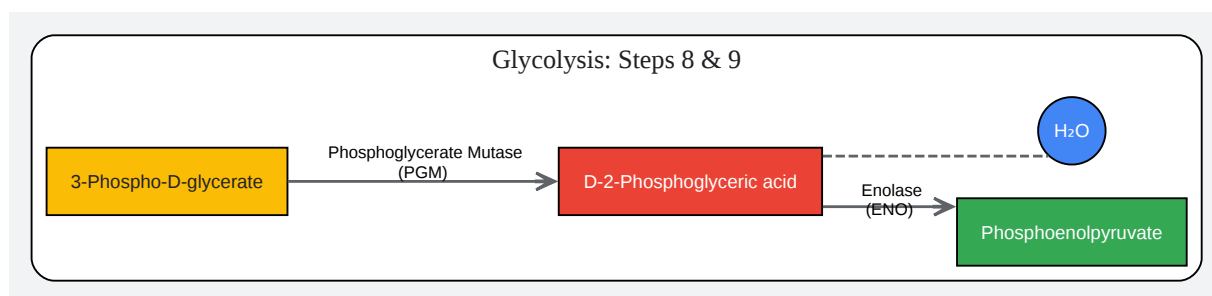 Glycolysis: Steps 8 & 9
3-Phospho-D-glycerate
Phosphoglycerate Mutase
(PGM)
D-2-Phosphoglyceric acid
H₂O
Enolase
(ENO)
Phosphoenolpyruvate